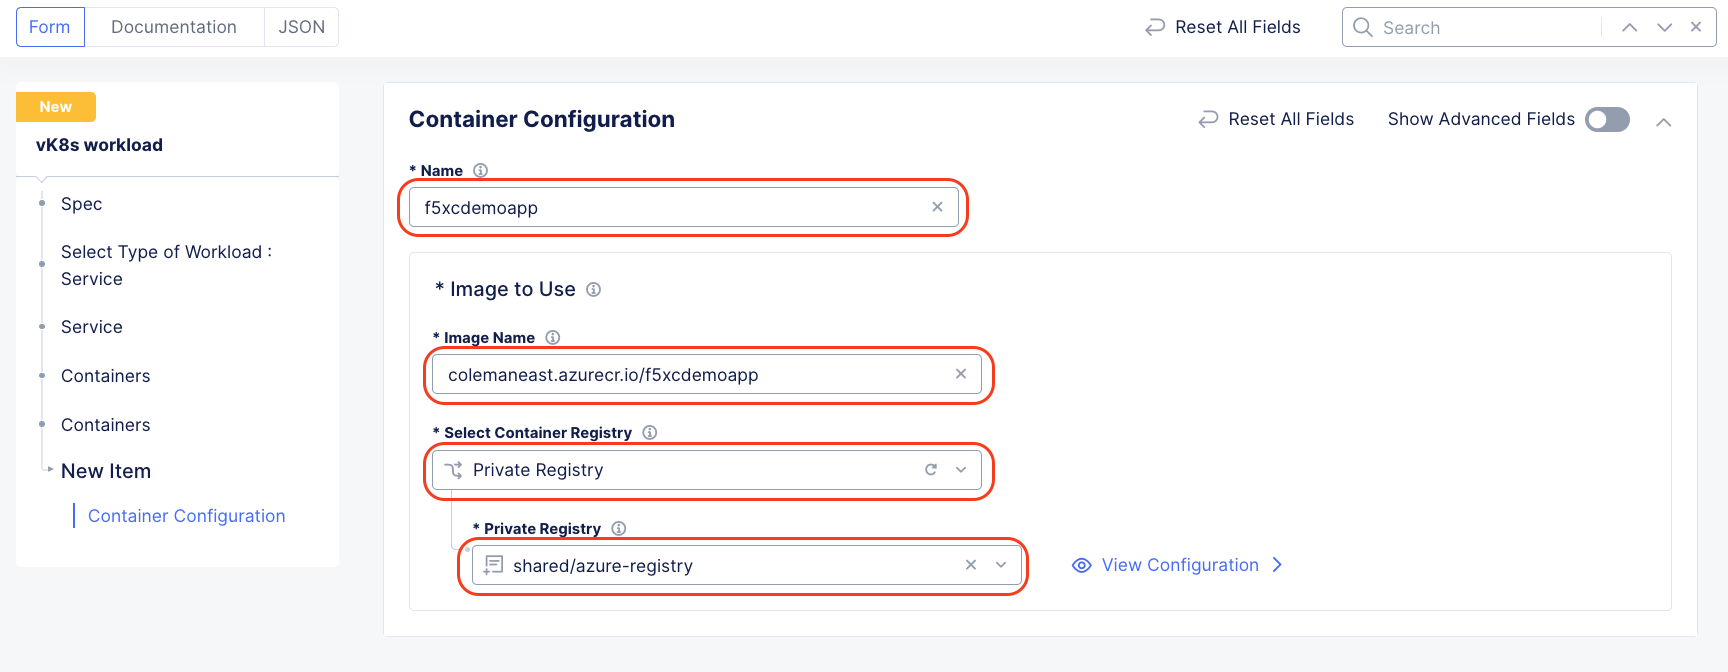 Form
Documentation
JSON
Reset All Fields
Search
New
vK8s workload
Spec
Select Type of Workload :
Service
Service
Containers
Containers
New Item
Container Configuration
Container Configuration
Reset All Fields
Show Advanced Fields
* Name
f5xcdemoapp
* Image to Use
* Image Name
colemaneast.azurecr.io/f5xcdemoapp
* Select Container Registry
Private Registry
* Private Registry
shared/azure-registry
View Configuration